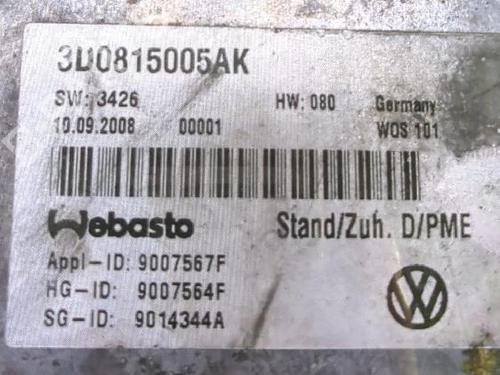 3D0815005AK
SW: 3426 HW: 080 Germany
10.09.2008 00001 WOS 101
Webasto Stand/Zuh. D/PME
Appl-ID: 9007567F
HG-ID: 9007564F
SG-ID: 9014344A